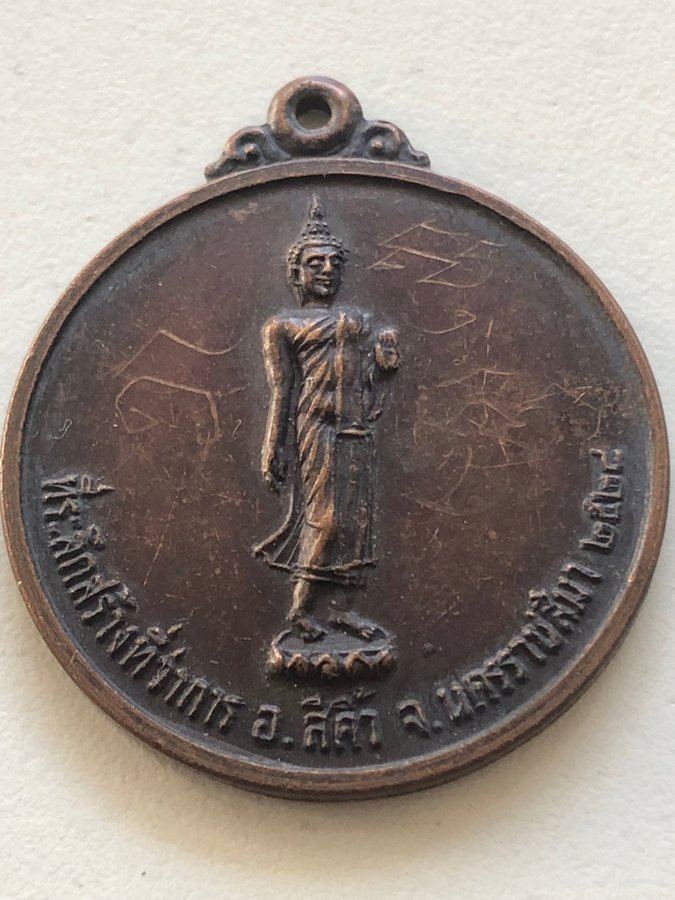 ที่ระลึกสร้างที่ว่าการ อ.สีคิ้ว จ.นครราชสีมา ๒๕๒๘